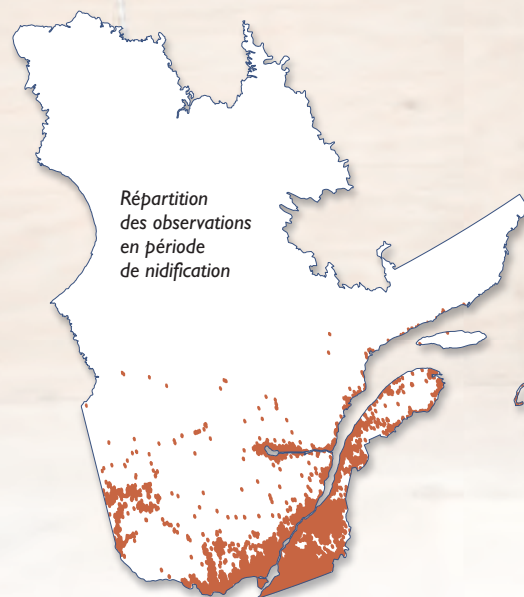 Répartition
des observations
en période
de nidification